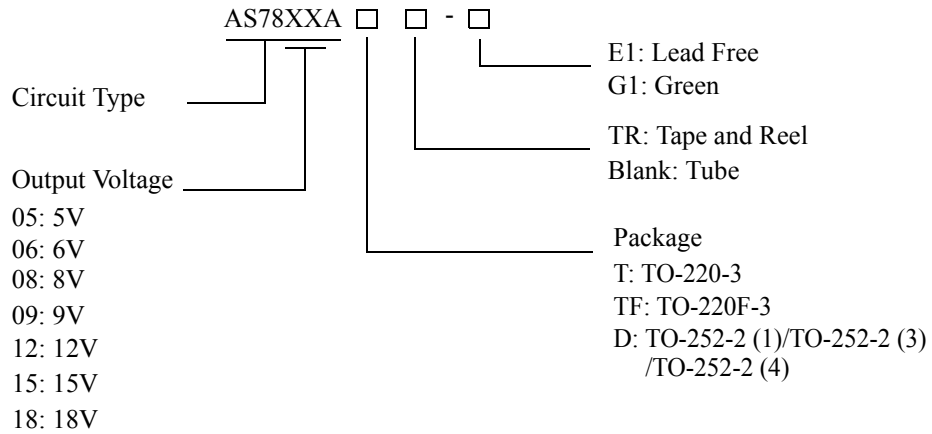 AS78XXA □ □ - □
Circuit Type
Output Voltage
05: 5V
06: 6V
08: 8V
09: 9V
12: 12V
15: 15V
18: 18V
E1: Lead Free
G1: Green
TR: Tape and Reel
Blank: Tube
Package
T: TO-220-3
TF: TO-220F-3
D: TO-252-2 (1)/TO-252-2 (3)
/TO-252-2 (4)